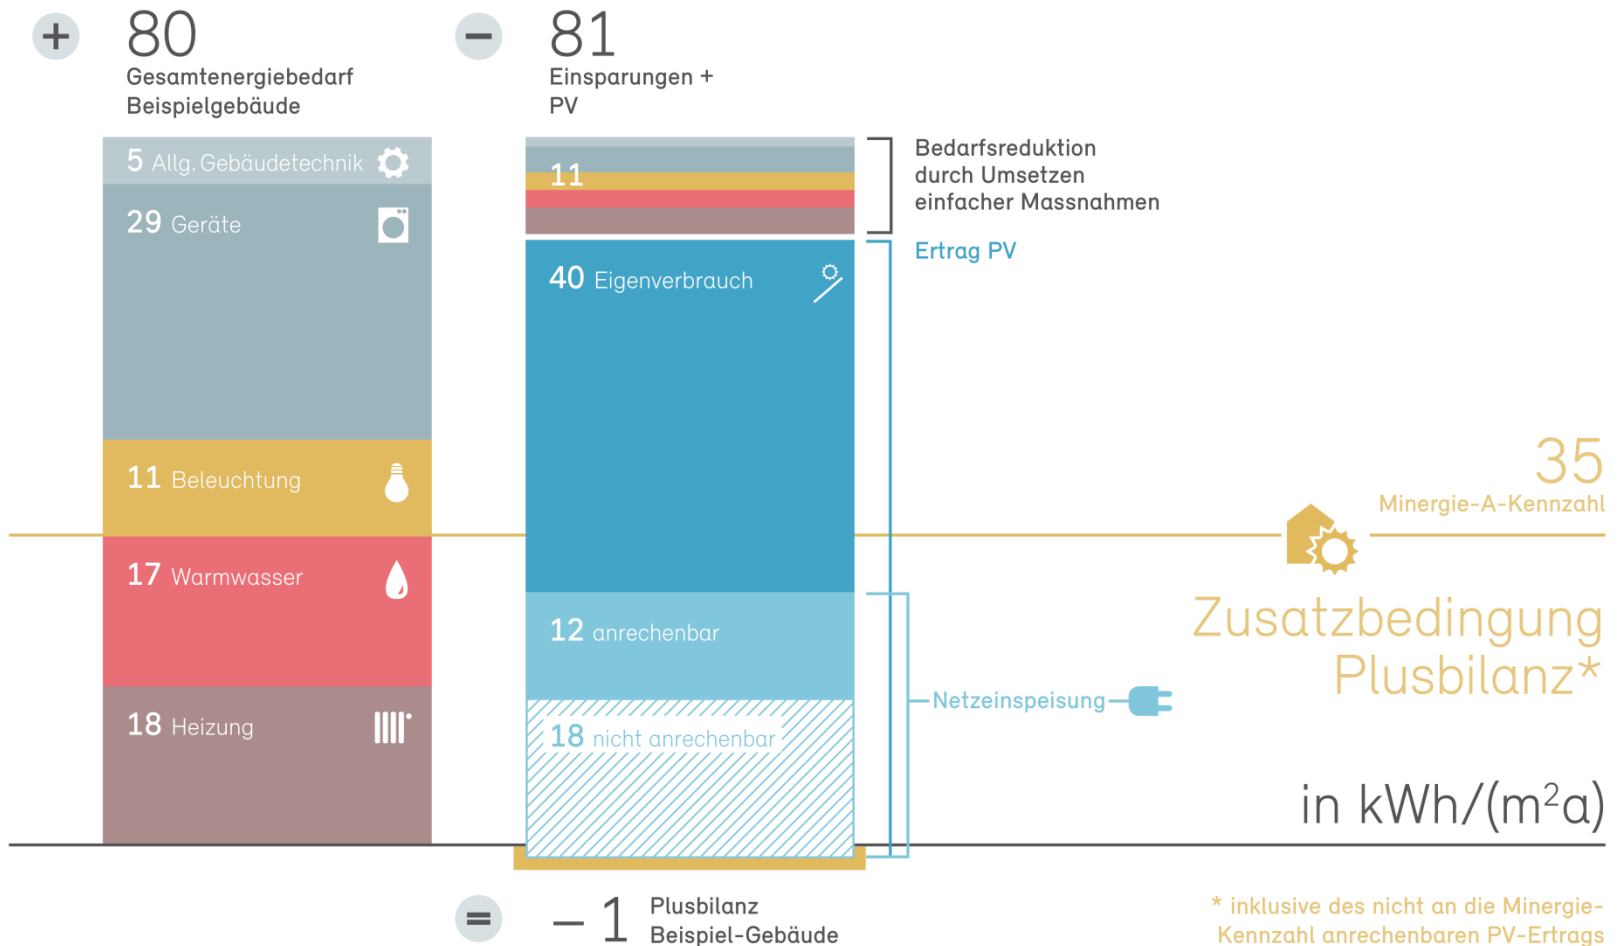 +
80
Gesamtenergiebedarf
Beispielgebäude
5 Allg. Gebäudetechnik
29 Geräte
11 Beleuchtung
17 Warmwasser
18 Heizung
−
81
Einsparungen +
PV
11
40 Eigenverbrauch
12 anrechenbar
18 nicht anrechenbar
Bedarfsreduktion
durch Umsetzen
einfacher Massnahmen
Ertrag PV
Netzeinspeisung
35
Minergie-A-Kennzahl
Zusatzbedingung
Plusbilanz*
in kWh/(m²a)
=
− 1
Plusbilanz
Beispiel-Gebäude
* inklusive des nicht an die Minergie-
Kennzahl anrechenbaren PV-Ertrags